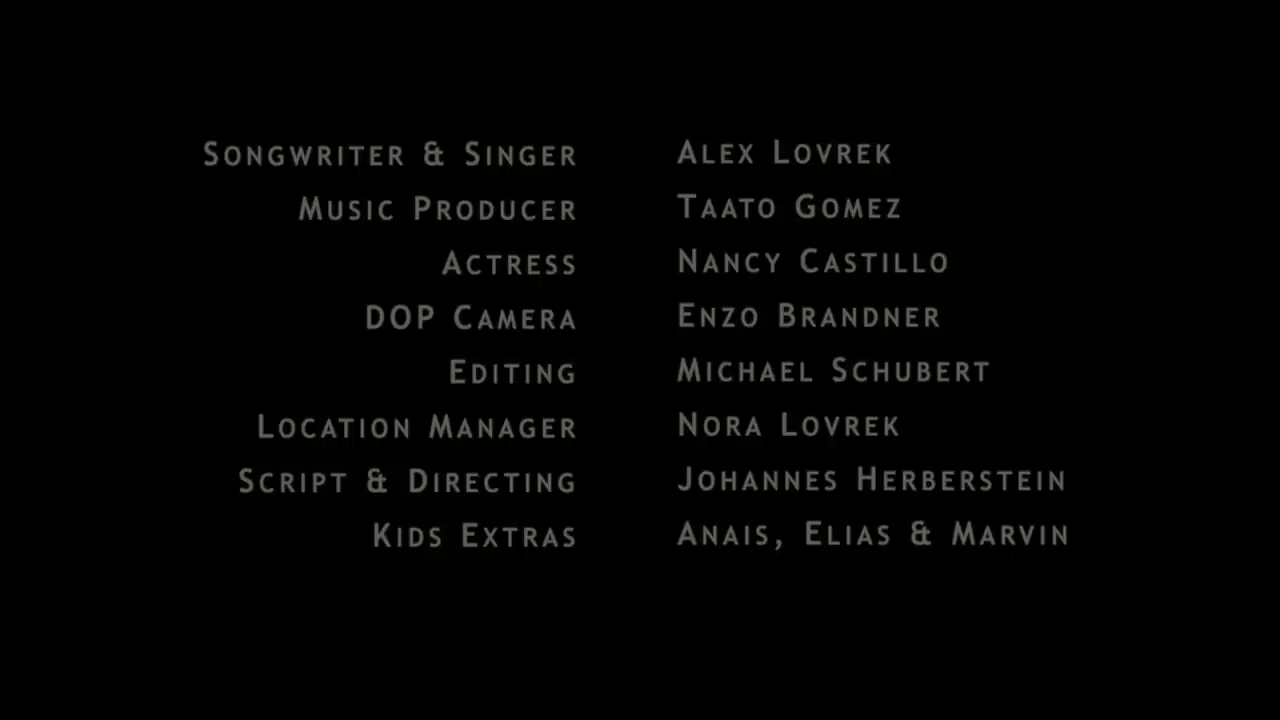 Songwriter & Singer Alex Lovrek
Music Producer Taato Gomez
Actress Nancy Castillo
DOP Camera Enzo Brandner
Editing Michael Schubert
Location Manager Nora Lovrek
Script & Directing Johannes Herberstein
Kids Extras Anais, Elias & Marvin